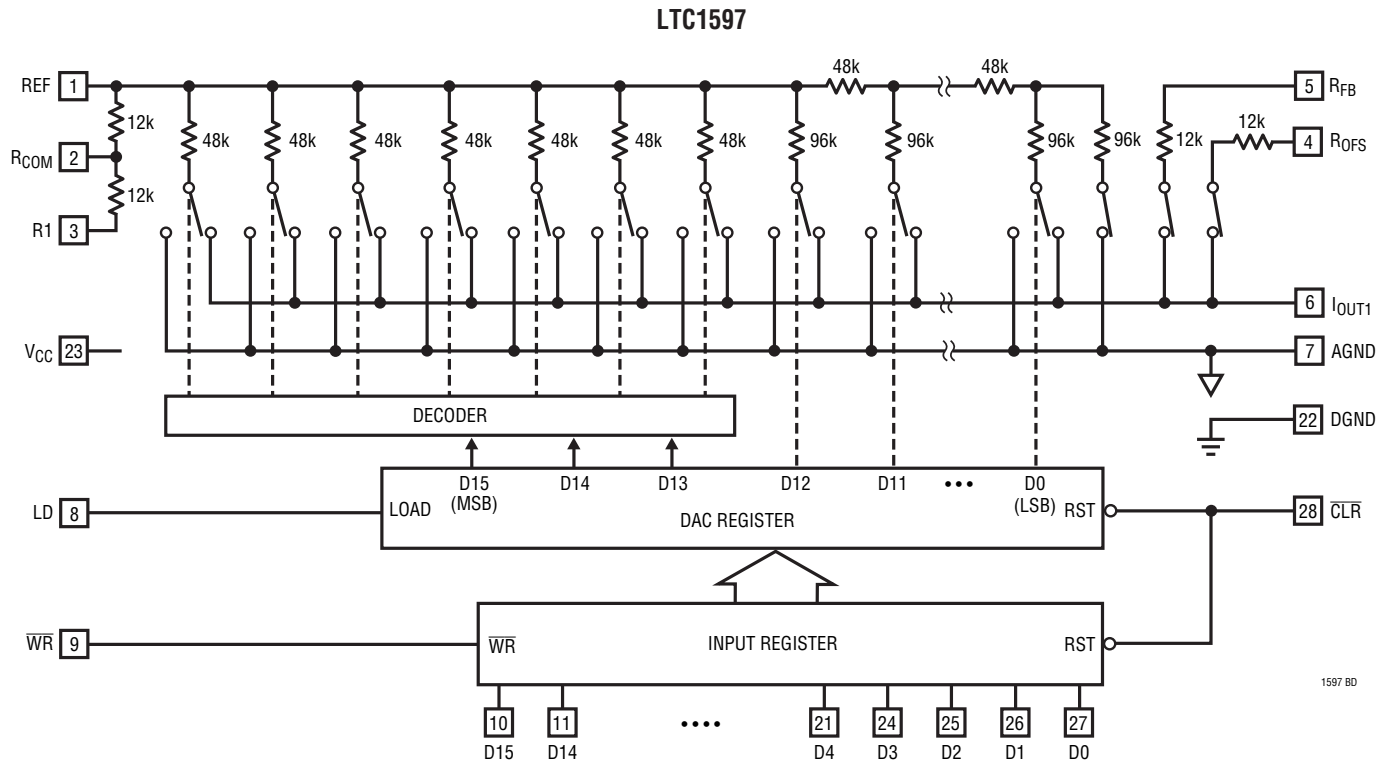 LTC1597
48k 48k
REF 1 5 RFB
12k 12k
48k 48k 48k 48k 48k 48k 48k 96k 96k 96k 96k 12k 4 ROFS
RCOM 2
12k
R1 3
6 IOUT1
VCC 23 7 AGND
DECODER 22 DGND
D15 D14 D13 D12 D11 ••• D0
(MSB) (LSB)
LD 8 LOAD DAC REGISTER RST 28 C̅L̅R̅
W̅R̅ 9 W̅R̅ INPUT REGISTER RST
1597 BD
10 11 •••• 21 24 25 26 27
D15 D14 D4 D3 D2 D1 D0